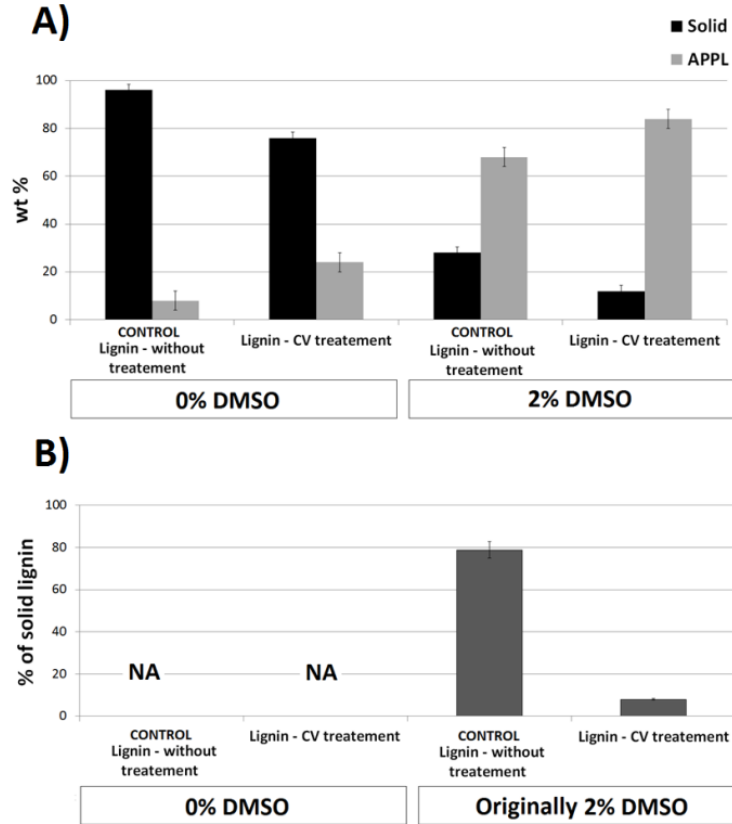 A)
Solid
APPL
100
80
60
40
20
0
wt %
CONTROL
Lignin - without
treatement
Lignin - CV treatement
CONTROL
Lignin - without
treatement
Lignin - CV treatement
0% DMSO
2% DMSO
B)
100
80
60
40
20
0
% of solid lignin
NA
NA
CONTROL
Lignin - without
treatement
Lignin - CV treatement
CONTROL
Lignin - without
treatement
Lignin - CV treatement
0% DMSO
Originally 2% DMSO